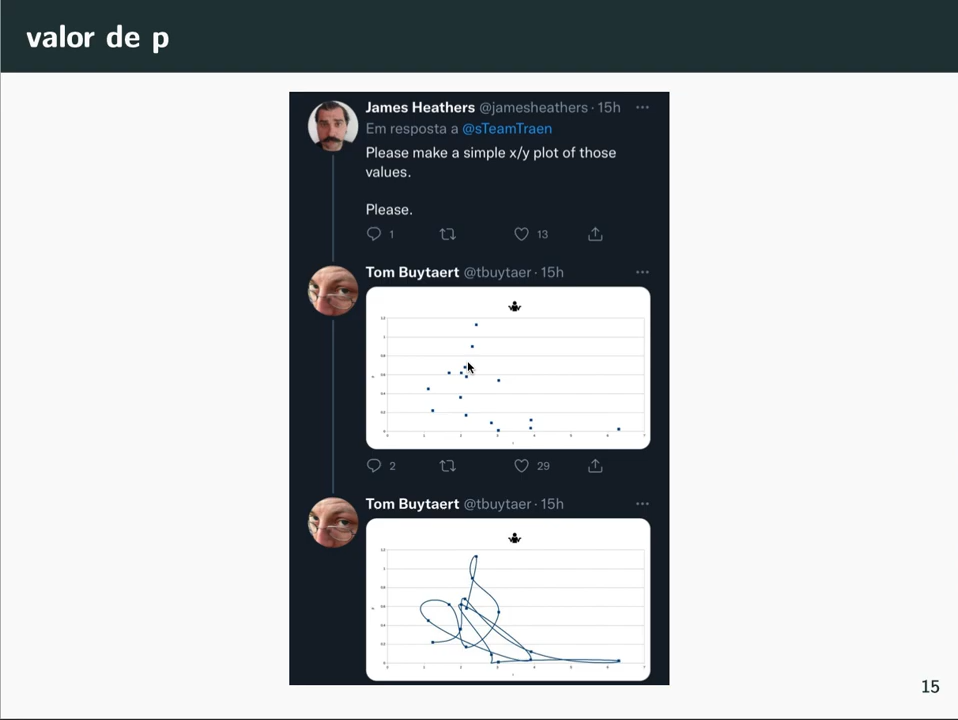 valor de p
James Heathers @jamesheathers · 15h
Em resposta a @sTeamTraen
Please make a simple x/y plot of those
values.
Please.
1 13
Tom Buytaert @tbuytaer · 15h
2 29
Tom Buytaert @tbuytaer · 15h
15